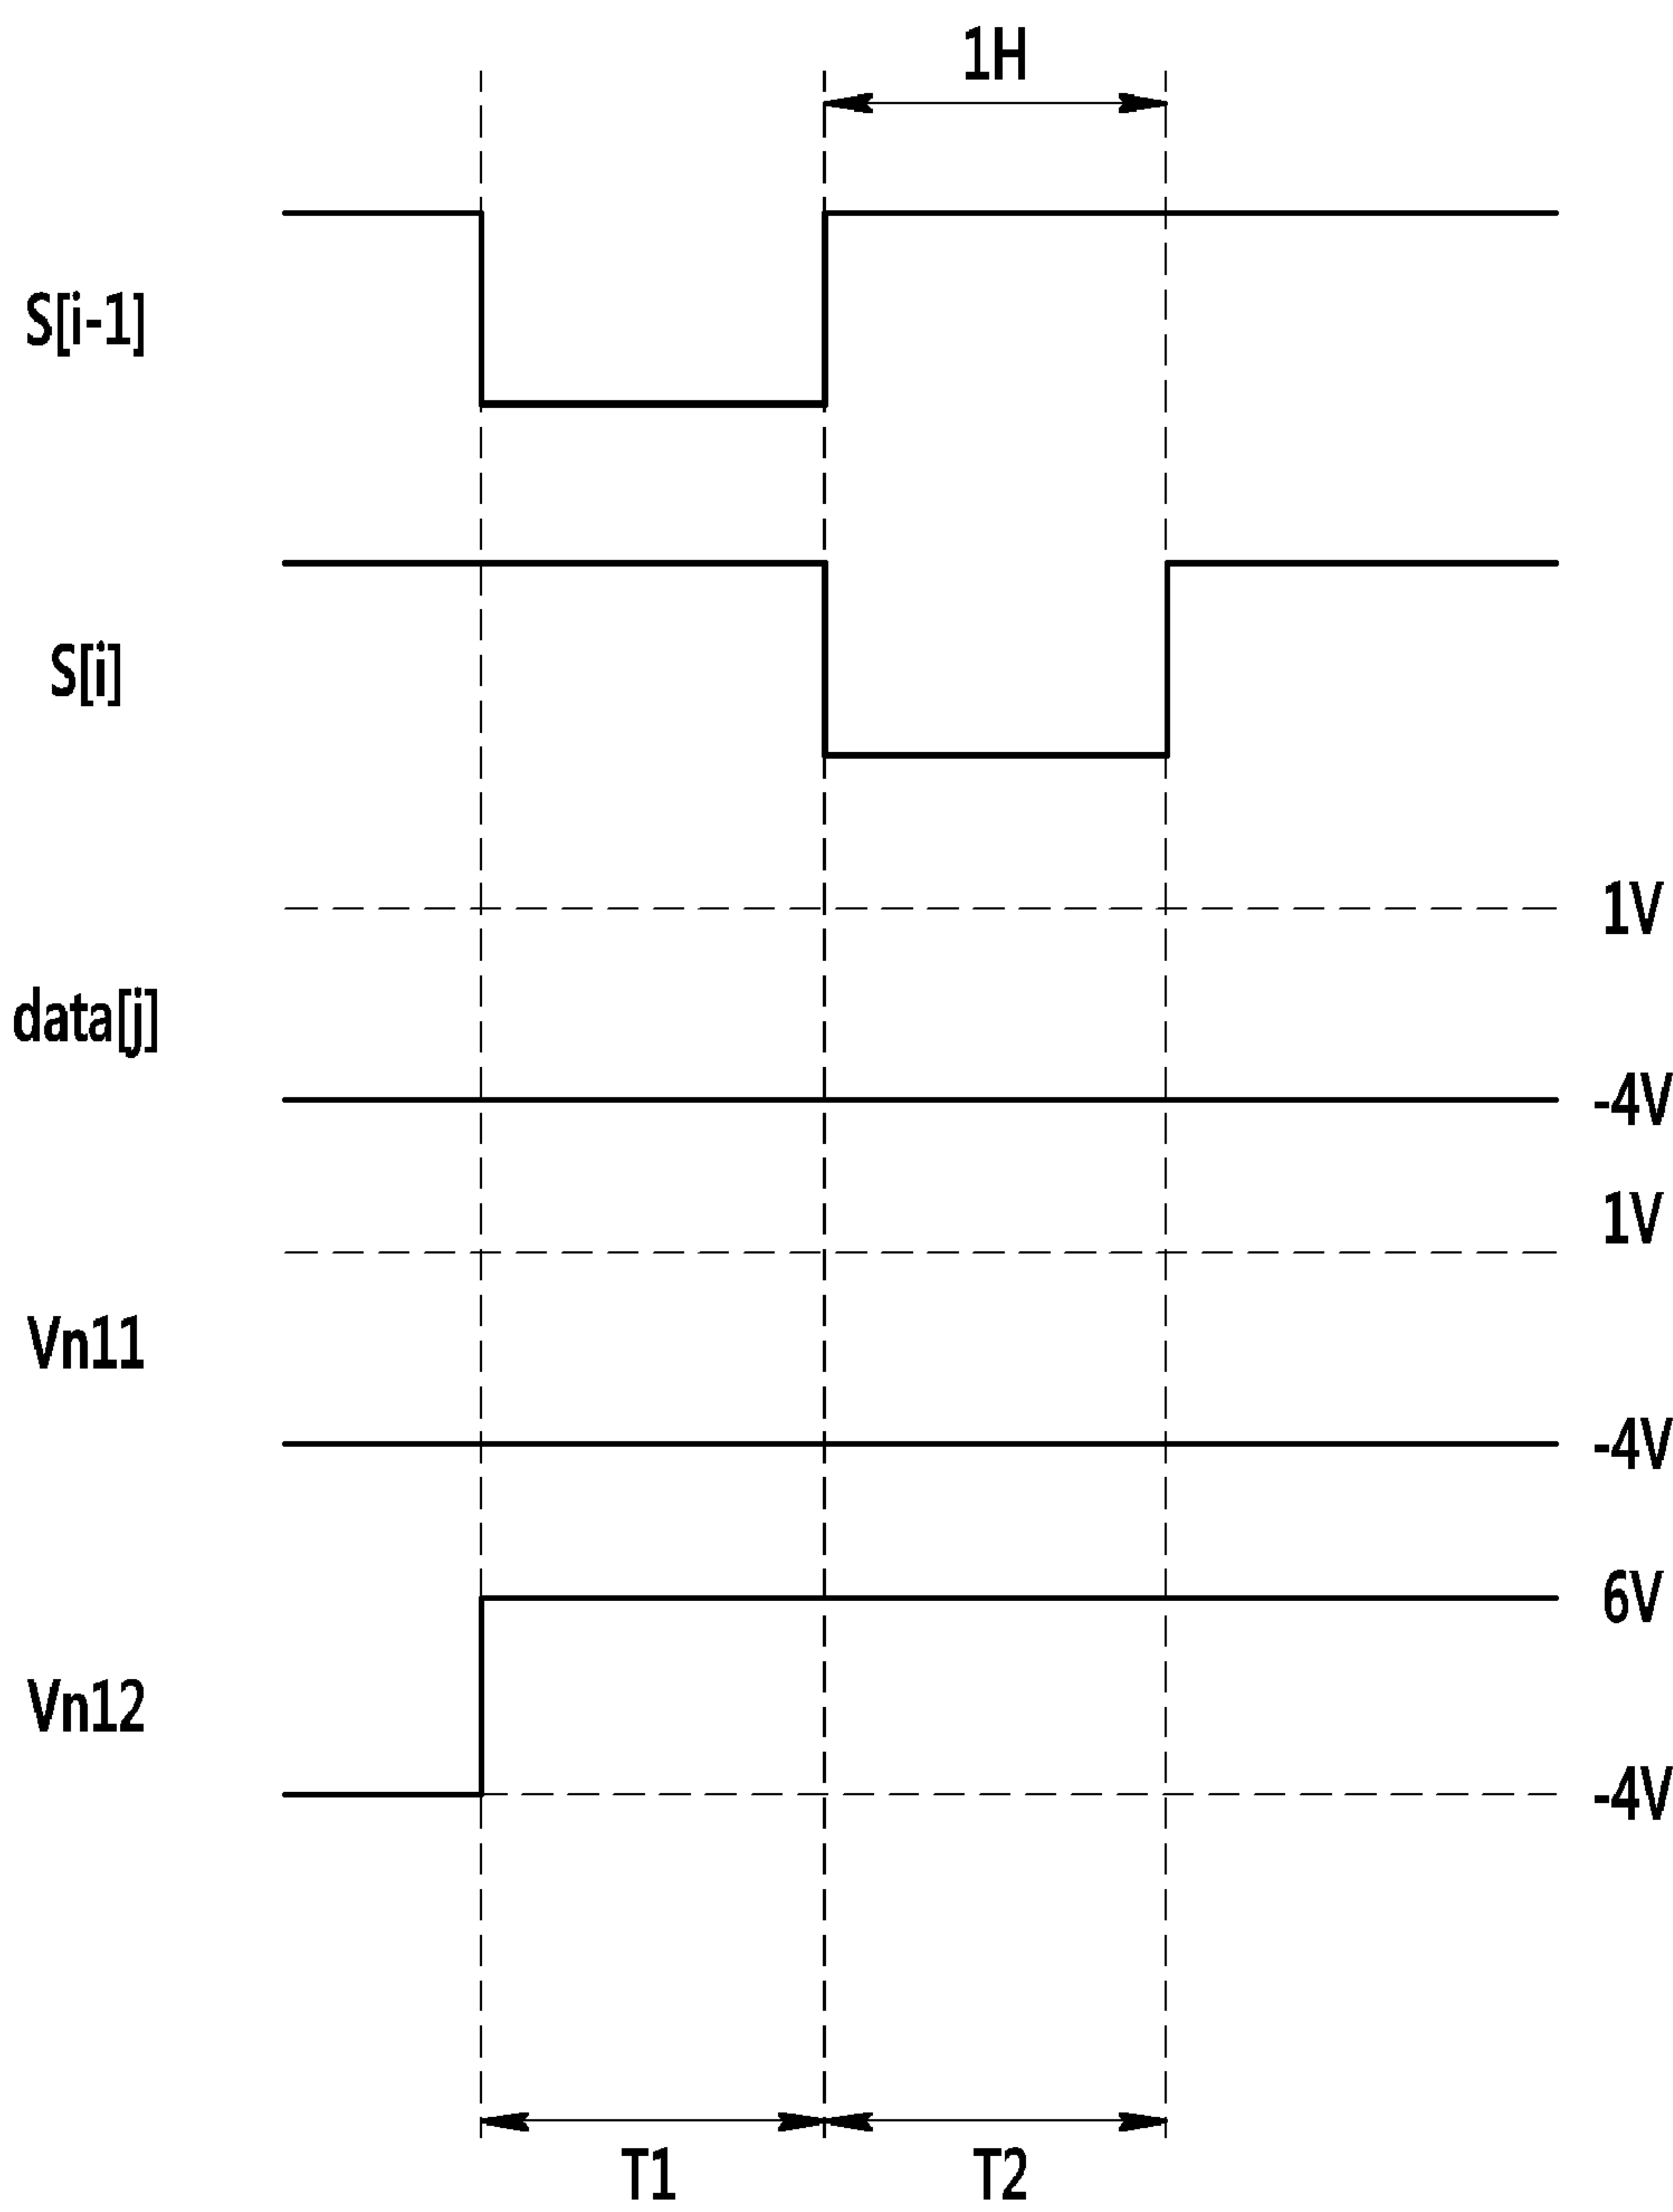 1H
S[i-1]
S[i]
1V
data[j]
-4V
1V
Vn11
-4V
6V
Vn12
-4V
T1 T2